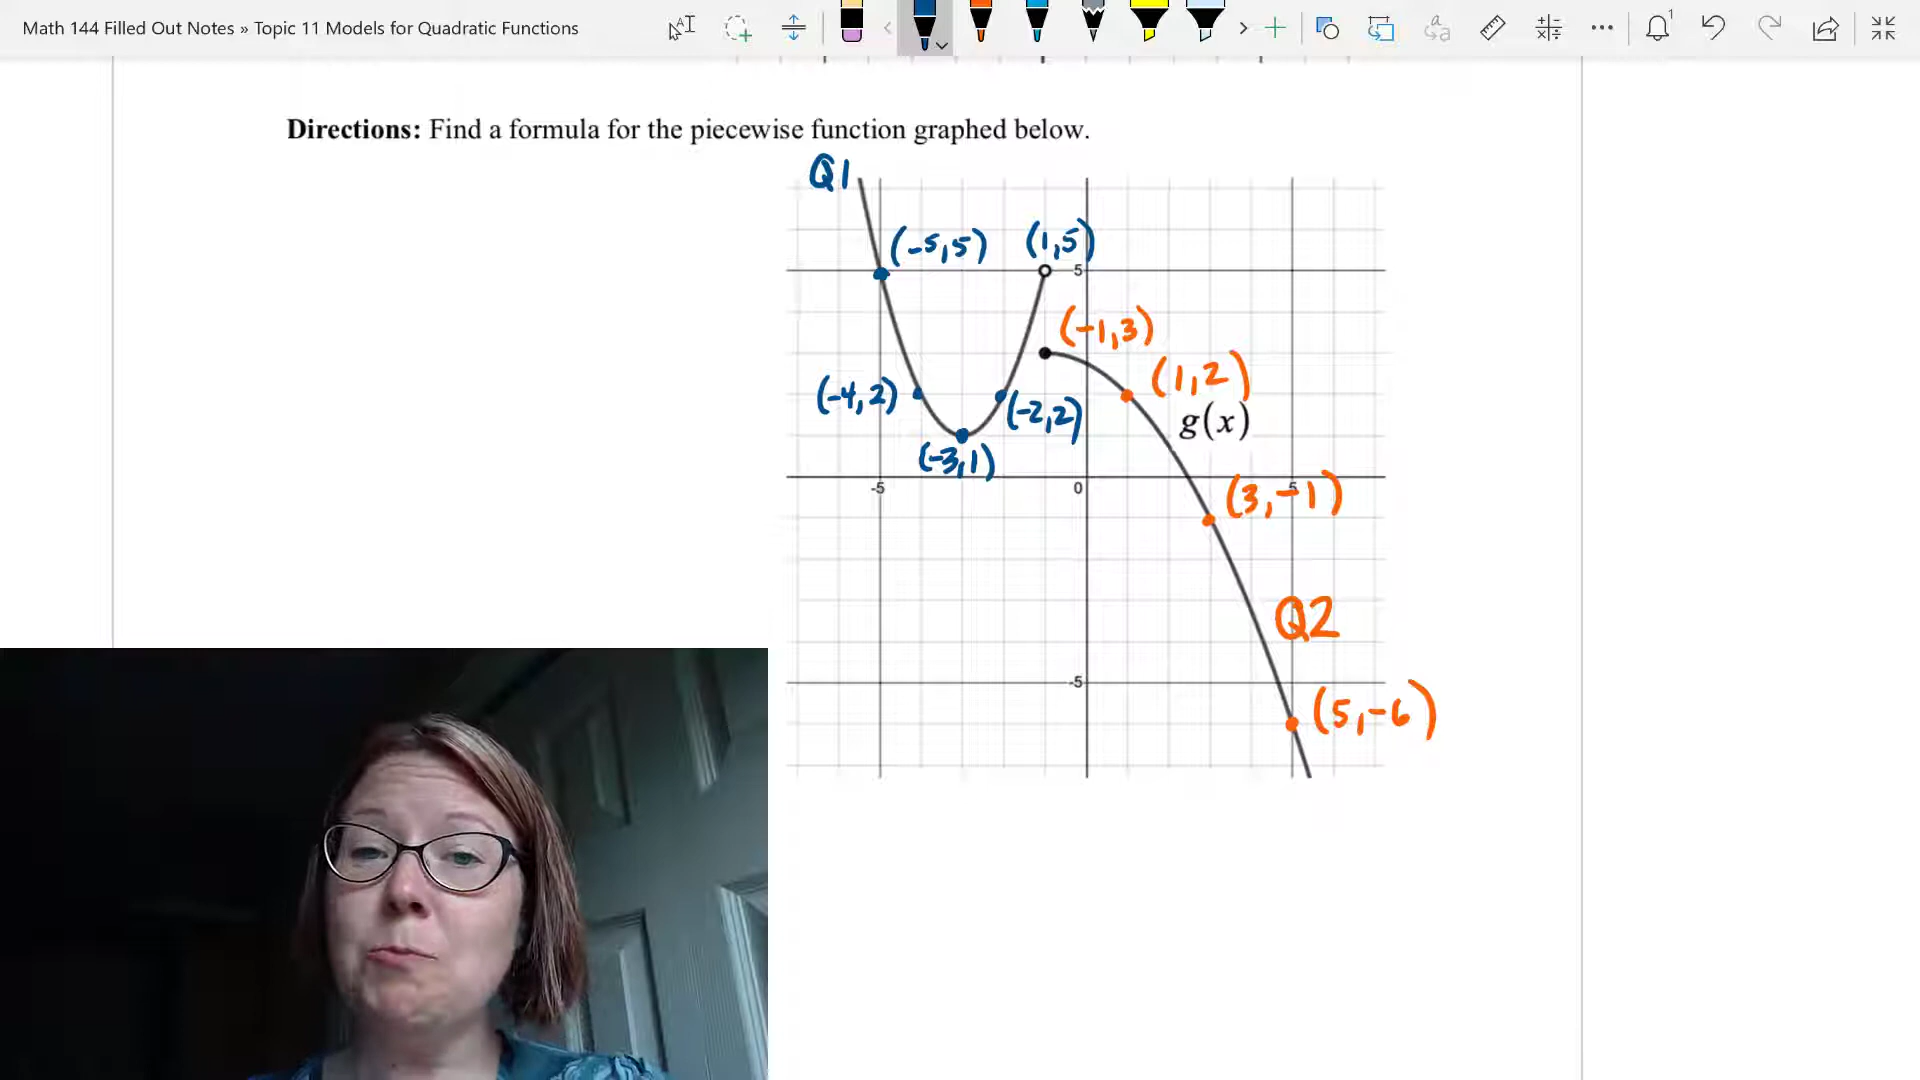 Math 144 Filled Out Notes » Topic 11 Models for Quadratic Functions
Directions: Find a formula for the piecewise function graphed below.
Q1
(-5,5)
(1,5)
5
(-1,3)
(1,2)
(-4,2)
(-2,2)
g(x)
(-3,1)
-5
0
5
(3,-1)
Q2
-5
(5,-6)